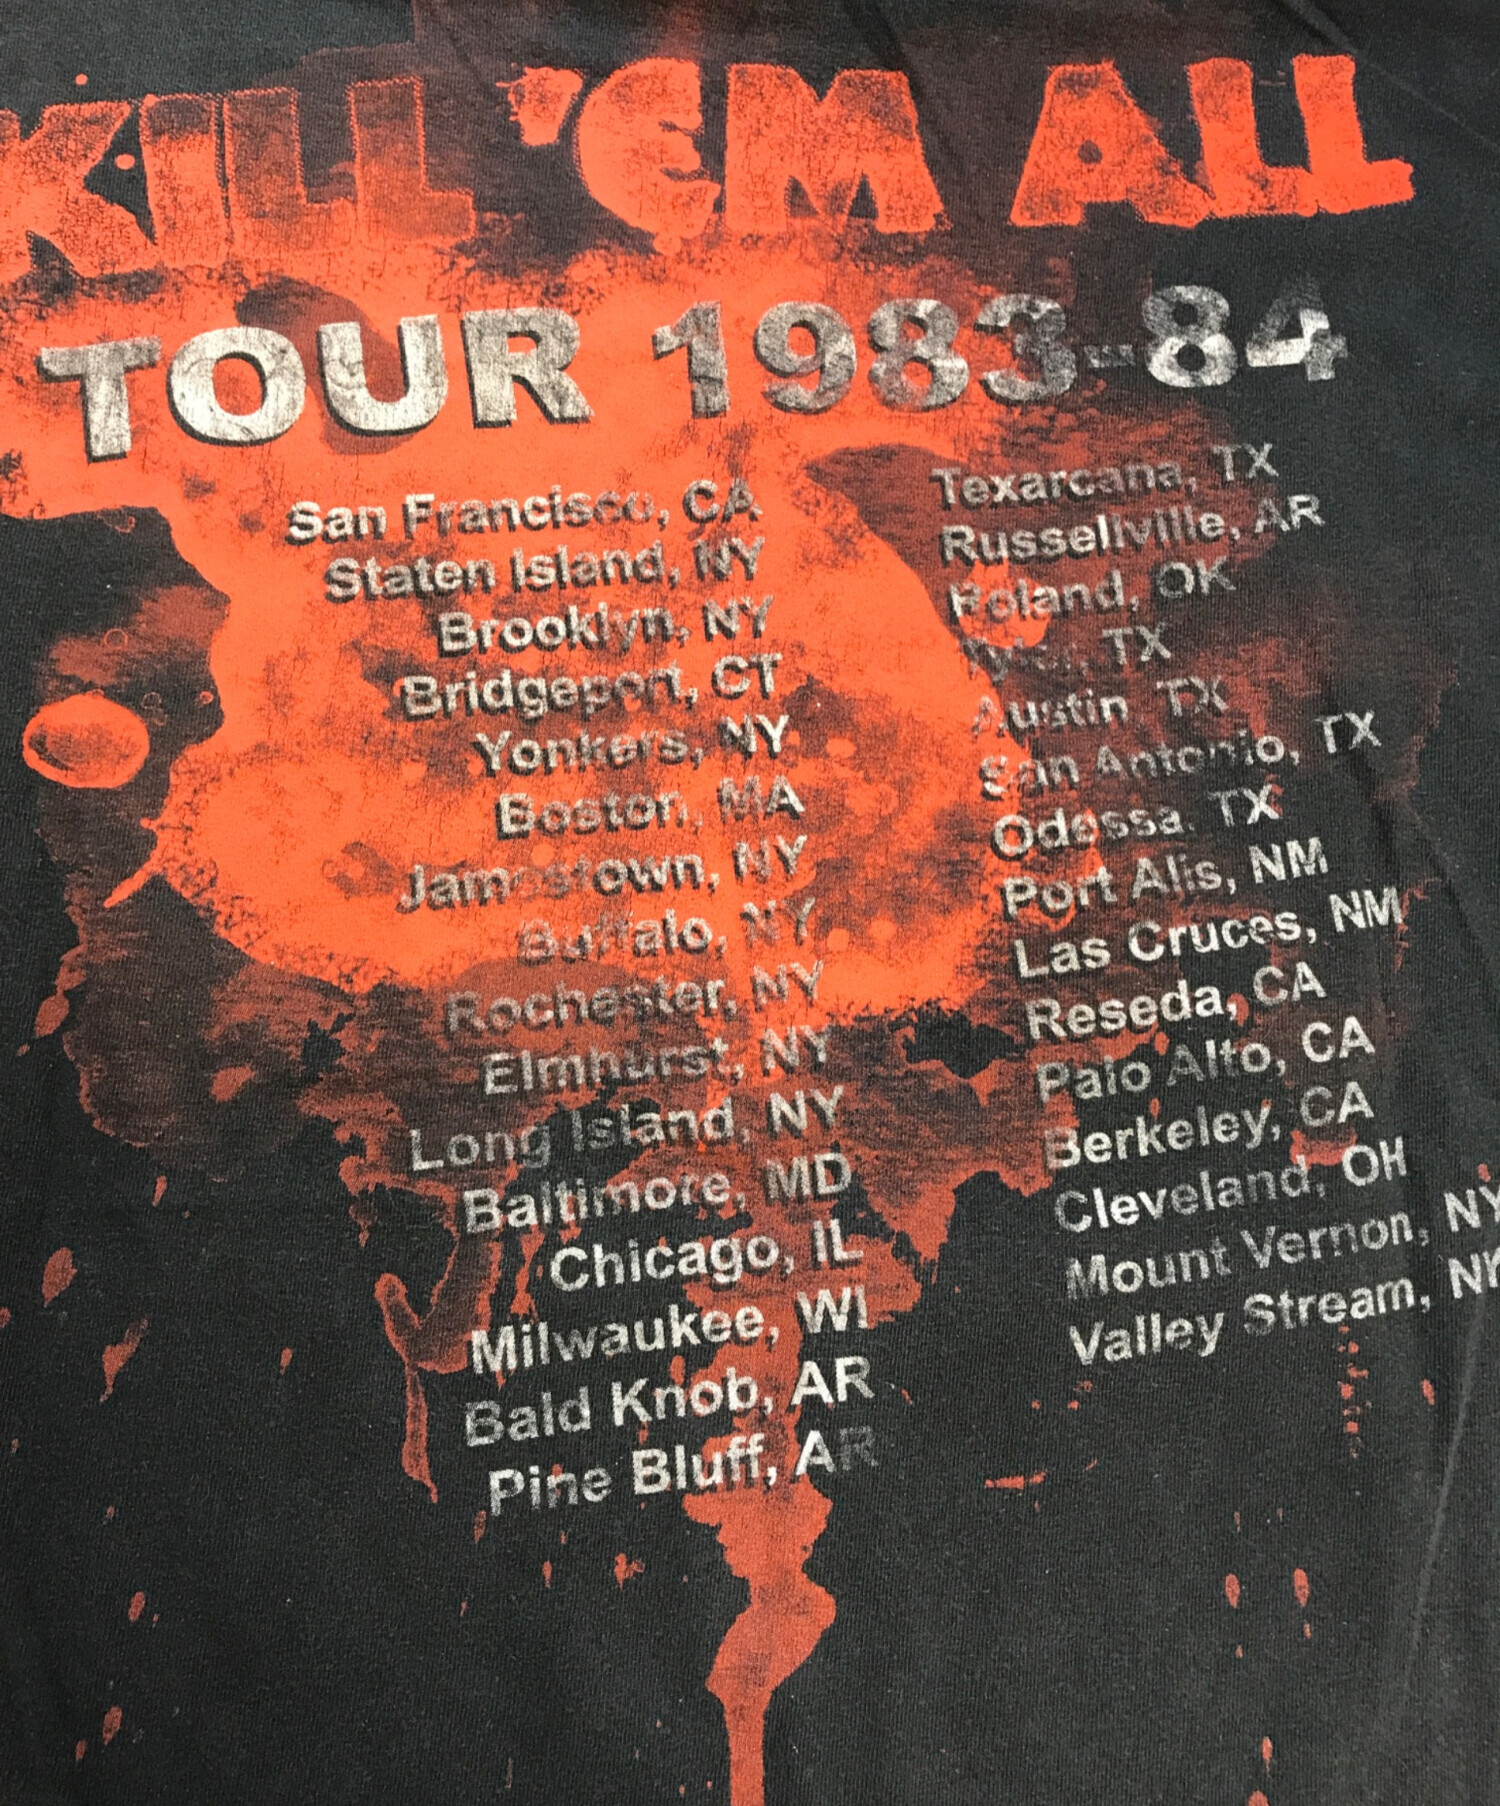 KILL 'EM ALL
TOUR 1983-84
San Francisco, CA
Staten Island, NY
Brooklyn, NY
Bridgeport, CT
Yonkers, NY
Boston, MA
Jamestown, NY
Buffalo, NY
Rochester, NY
Elmhurst, NY
Long Island, NY
Baltimore, MD
Chicago, IL
Milwaukee, WI
Bald Knob, AR
Pine Bluff, AR
Texarcana, TX
Russellville, AR
Roland, OK
Tyler, TX
Austin, TX
San Antonio, TX
Odessa, TX
Port Alis, NM
Las Cruces, NM
Reseda, CA
Palo Alto, CA
Berkeley, CA
Cleveland, OH
Mount Vernon, NY
Valley Stream, NY